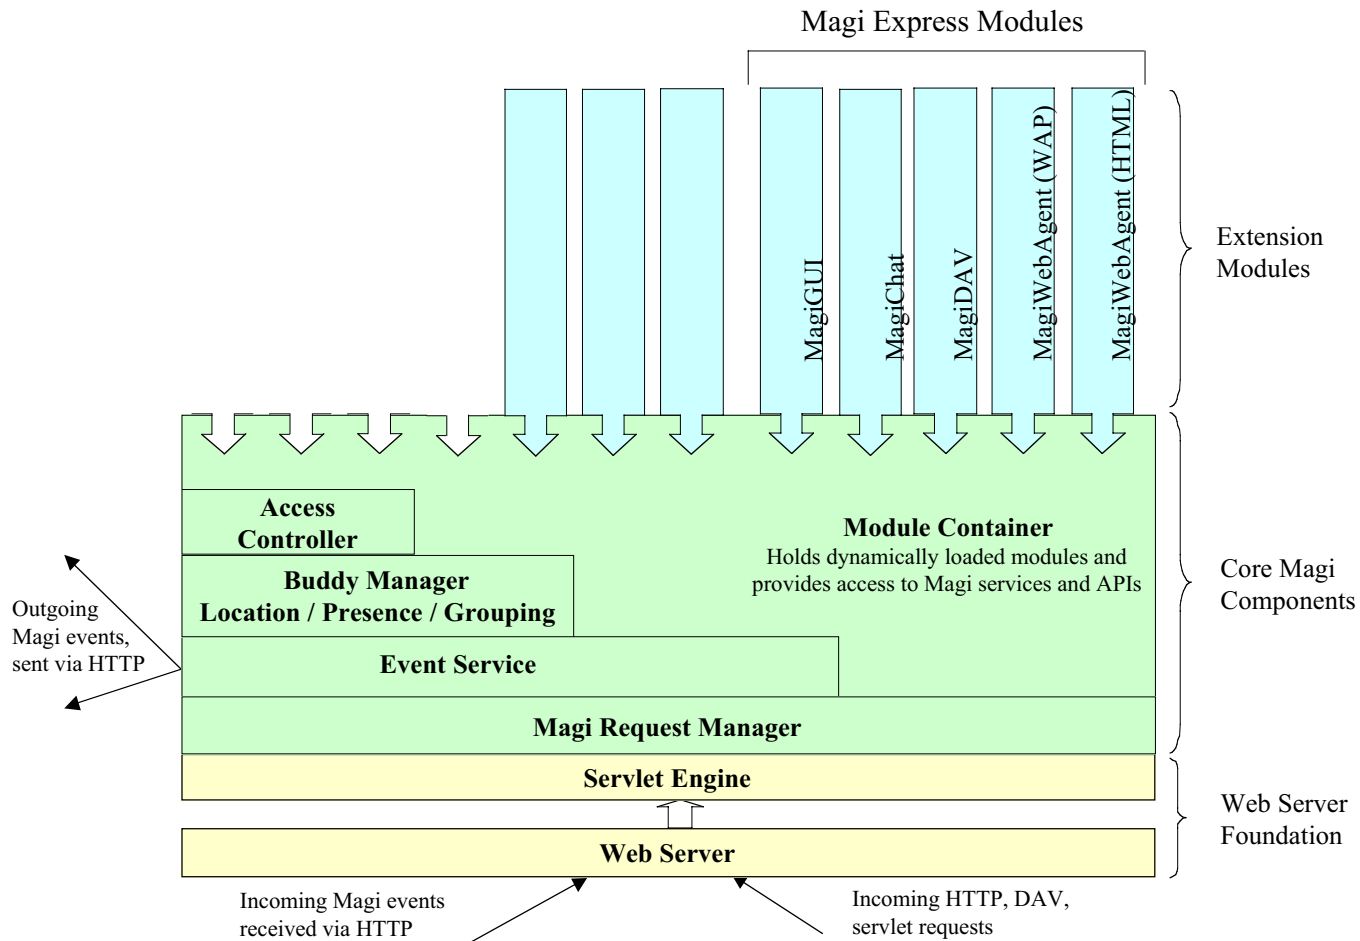 Magi Express Modules
MagiGUI
MagiChat
MagiDAV
MagiWebAgent (WAP)
MagiWebAgent (HTML)
Extension
Modules
Access
Controller
Module Container
Holds dynamically loaded modules and
provides access to Magi services and APIs
Buddy Manager
Location / Presence / Grouping
Core Magi
Components
Outgoing
Magi events,
sent via HTTP
Event Service
Magi Request Manager
Servlet Engine
Web Server
Foundation
Web Server
Incoming Magi events
received via HTTP
Incoming HTTP, DAV,
servlet requests